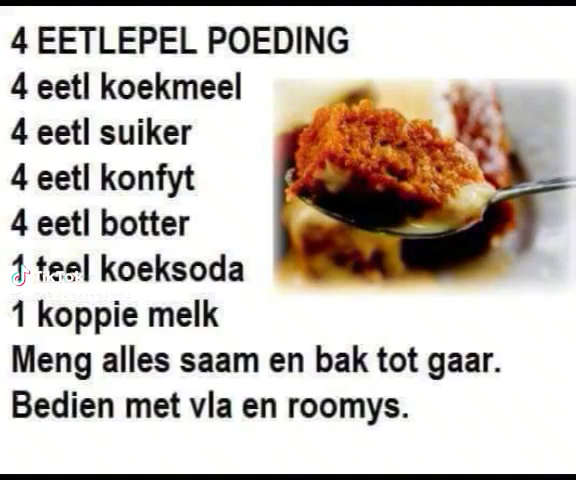 4 EETLEPEL POEDING
4 eetl koekmeel
4 eetl suiker
4 eetl konfyt
4 eetl botter
1 teel koeksoda
TikTok
1 koppie melk
Meng alles saam en bak tot gaar.
Bedien met vla en roomys.